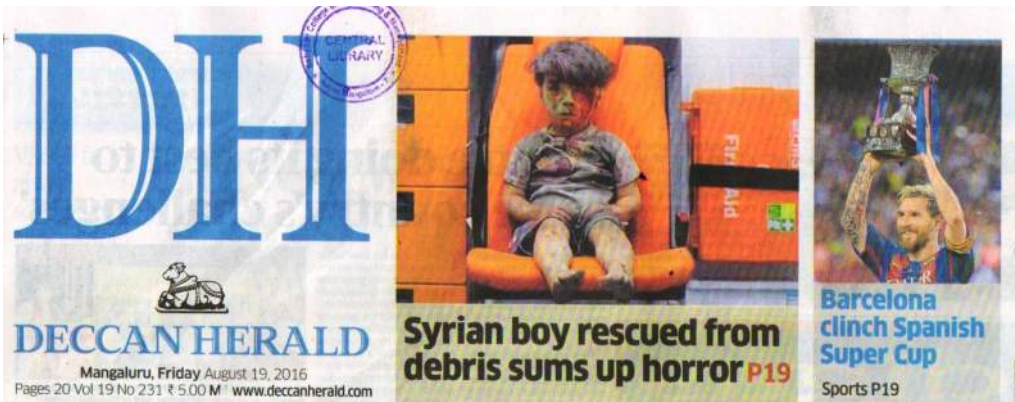 DH
CENTRAL
LIBRARY
First Aid
DECCAN HERALD
Mangaluru, Friday August 19, 2016
Pages 20 Vol 19 No 231 ₹ 5.00 M www.deccanherald.com
Syrian boy rescued from
debris sums up horror P19
Barcelona
clinch Spanish
Super Cup
Sports P19